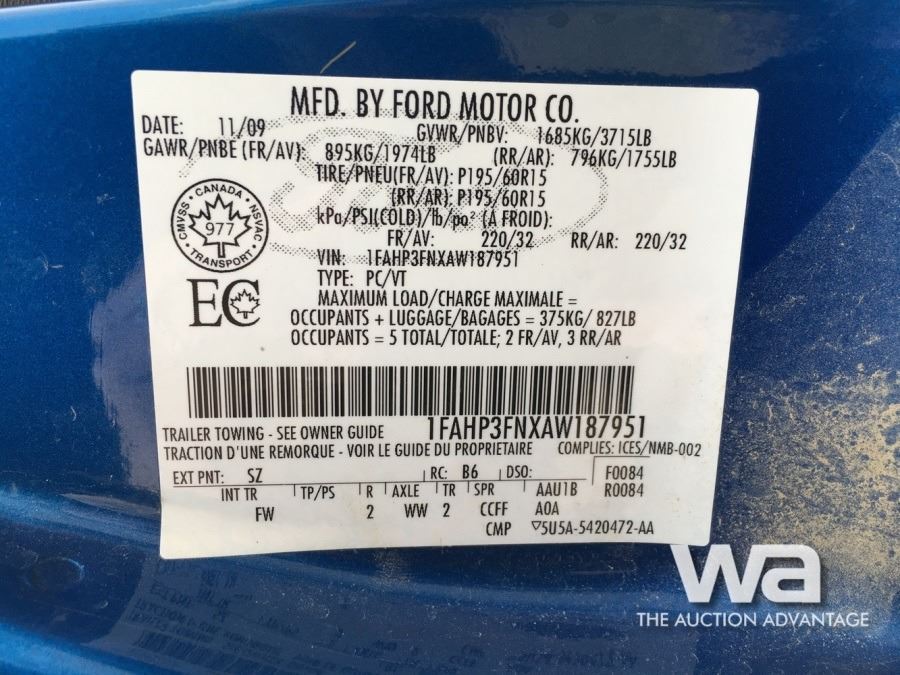 MFD. BY FORD MOTOR CO.
DATE: 11/09 GVWR/PNBV: 1685KG/3715LB
GAWR/PNBE (FR/AV): 895KG/1974LB (RR/AR): 796KG/1755LB
TIRE/PNEU(FR/AV): P195/60R15
(RR/AR): P195/60R15
kPa/PSI(COLD)/lb/po² (À FROID):
FR/AV: 220/32 RR/AR: 220/32
VIN: 1FAHP3FNXAW187951
TYPE: PC/VT
MAXIMUM LOAD/CHARGE MAXIMALE =
OCCUPANTS + LUGGAGE/BAGAGES = 375KG/ 827LB
OCCUPANTS = 5 TOTAL/TOTALE; 2 FR/AV, 3 RR/AR
CANADA
CMVSS · NSVAC
977
TRANSPORT
EC
TRAILER TOWING - SEE OWNER GUIDE 1FAHP3FNXAW187951
TRACTION D'UNE REMORQUE - VOIR LE GUIDE DU PROPRIETAIRE COMPLIES: ICES/NMB-002
EXT PNT: SZ RC: B6 DSO: F0084
INT TR TP/PS R AXLE TR SPR AAU1B R0084
FW 2 WW 2 CCFF AOA
CMP ▽5U5A-5420472-AA
wa
THE AUCTION ADVANTAGE